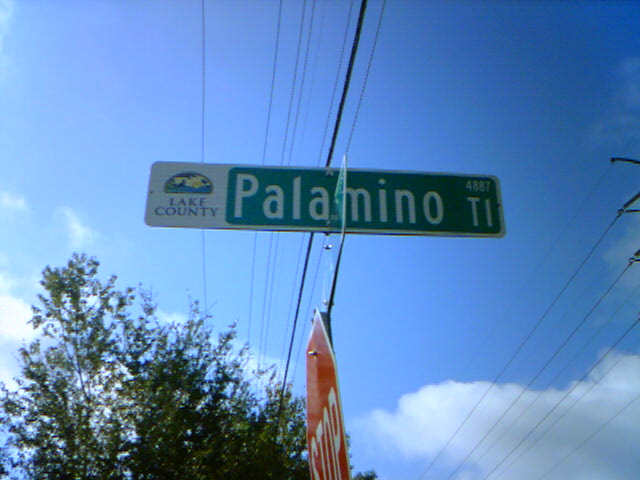 LAKE
COUNTY
Palamino
4887
Tl
STOP